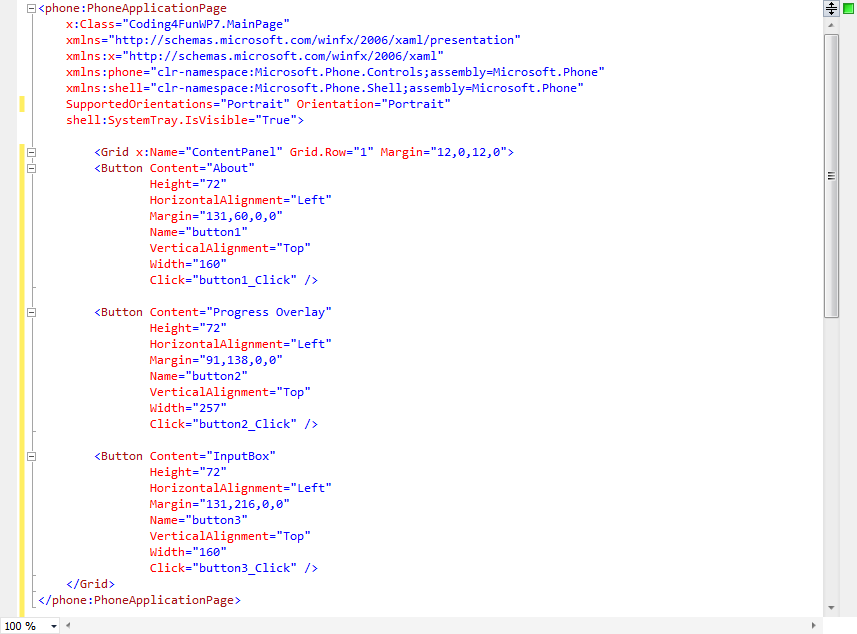 <phone:PhoneApplicationPage
x:Class="Coding4FunWP7.MainPage"
xmlns="http://schemas.microsoft.com/winfx/2006/xaml/presentation"
xmlns:x="http://schemas.microsoft.com/winfx/2006/xaml"
xmlns:phone="clr-namespace:Microsoft.Phone.Controls;assembly=Microsoft.Phone"
xmlns:shell="clr-namespace:Microsoft.Phone.Shell;assembly=Microsoft.Phone"
SupportedOrientations="Portrait" Orientation="Portrait"
shell:SystemTray.IsVisible="True">
<Grid x:Name="ContentPanel" Grid.Row="1" Margin="12,0,12,0">
<Button Content="About"
Height="72"
HorizontalAlignment="Left"
Margin="131,60,0,0"
Name="button1"
VerticalAlignment="Top"
Width="160"
Click="button1_Click" />
<Button Content="Progress Overlay"
Height="72"
HorizontalAlignment="Left"
Margin="91,138,0,0"
Name="button2"
VerticalAlignment="Top"
Width="257"
Click="button2_Click" />
<Button Content="InputBox"
Height="72"
HorizontalAlignment="Left"
Margin="131,216,0,0"
Name="button3"
VerticalAlignment="Top"
Width="160"
Click="button3_Click" />
</Grid>
</phone:PhoneApplicationPage>
100 %